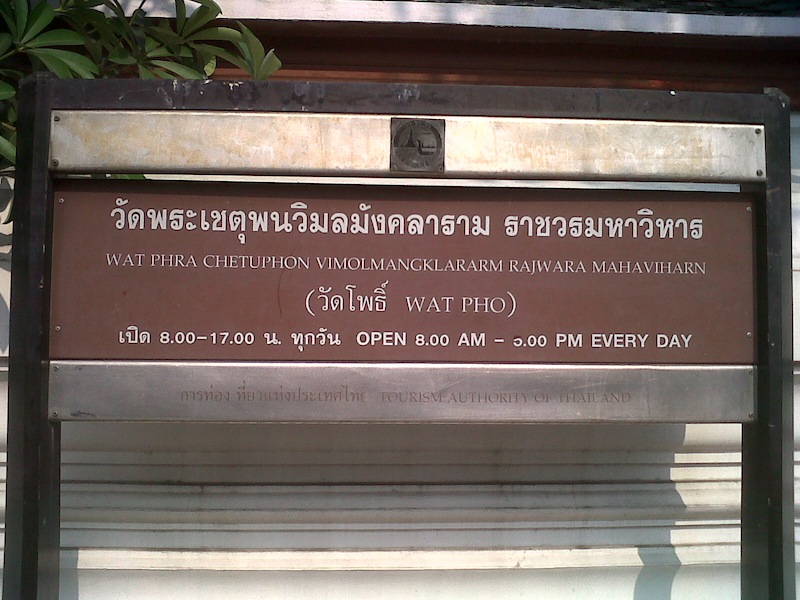 วัดพระเชตุพนวิมลมังคลาราม ราชวรมหาวิหาร
WAT PHRA CHETUPHON VIMOLMANGKLARARM RAJWARA MAHAVIHARN
(วัดโพธิ์ WAT PHO)
เปิด 8.00-17.00 น. ทุกวัน OPEN 8.00 AM - 5.00 PM EVERY DAY
การท่อง ที่ยวแห่งประเทศไทย TOURISM AUTHORITY OF THAILAND